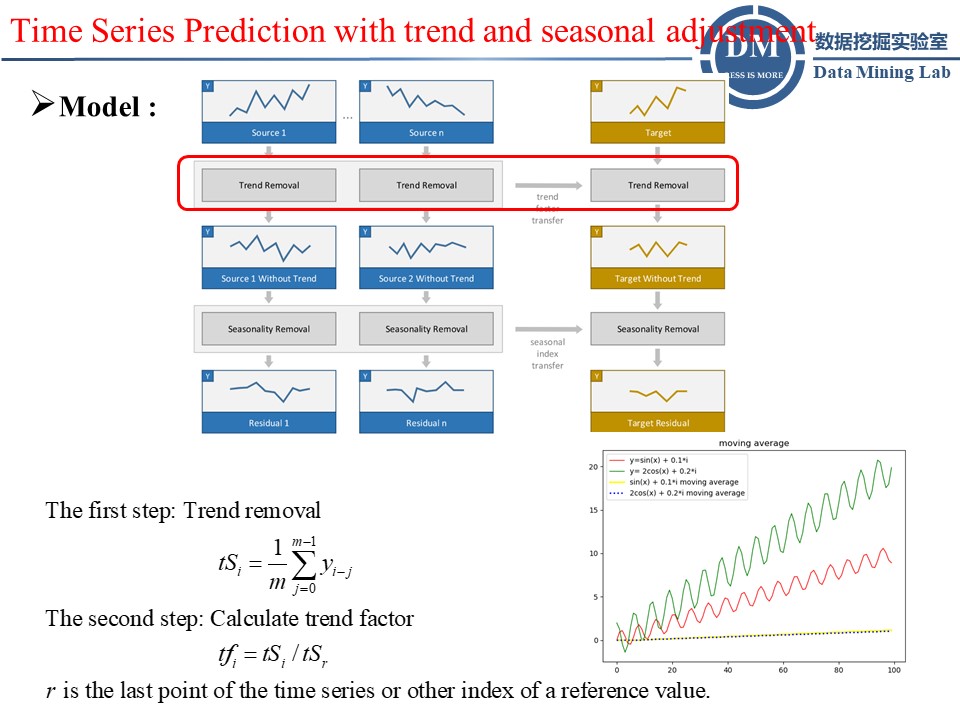 Time Series Prediction with trend and seasonal adjustment
DM
LESS IS MORE
数据挖掘实验室
Data Mining Lab
➤Model :
Y
Y
Y
...
Source 1
Source n
Target
Trend Removal
Trend Removal
Trend Removal
trend
factor
transfer
Y
Y
Y
Source 1 Without Trend
Source 2 Without Trend
Target Without Trend
Seasonality Removal
Seasonality Removal
Seasonality Removal
seasonal
index
transfer
Y
Y
Y
Residual 1
Residual n
Target Residual
moving average
y=sin(x) + 0.1*i
y= 2cos(x) + 0.2*i
sin(x) + 0.1*i moving average
2cos(x) + 0.2*i moving average
20
15
10
5
0
0 20 40 60 80 100
The first step: Trend removal
tS_i = \frac{1}{m} \sum_{j=0}^{m-1} y_{i-j}
The second step: Calculate trend factor
tf_i = tS_i / tS_r
r is the last point of the time series or other index of a reference value.